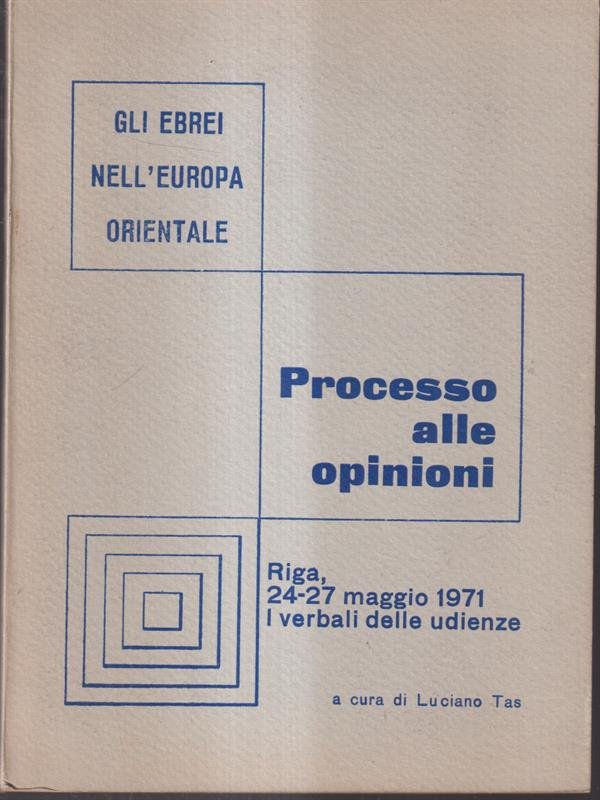 GLI EBREI
NELL'EUROPA
ORIENTALE
Processo
alle
opinioni
Riga,
24-27 maggio 1971
I verbali delle udienze
a cura di Luciano Tas